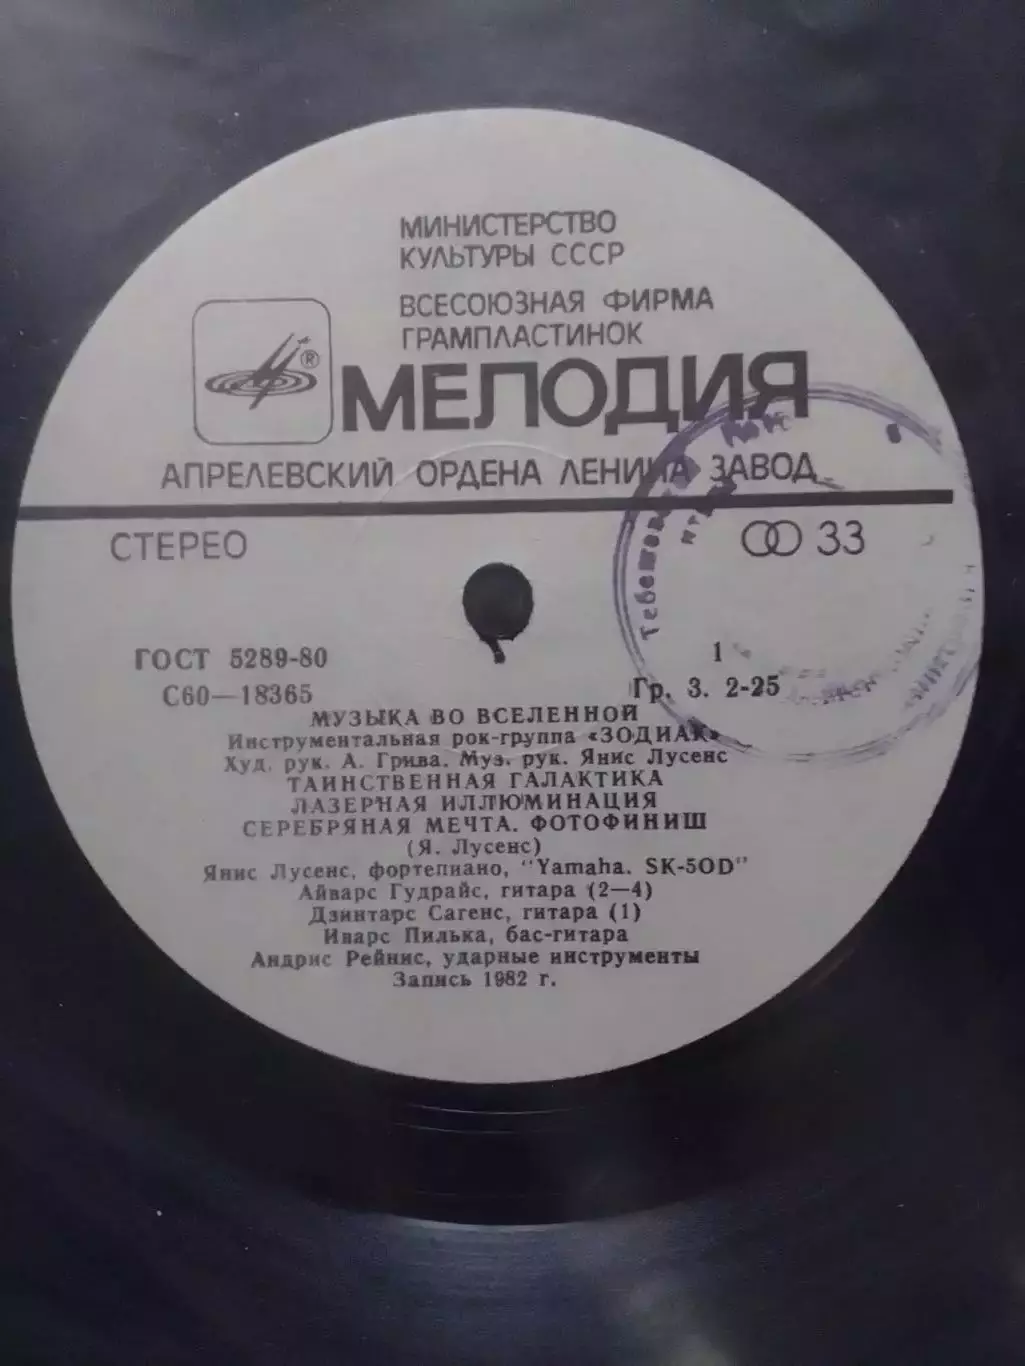 МИНИСТЕРСТВО
КУЛЬТУРЫ СССР
ВСЕСОЮЗНАЯ ФИРМА
ГРАМПЛАСТИНОК
®
МЕЛОДИЯ
АПРЕЛЕВСКИЙ ОРДЕНА ЛЕНИНА ЗАВОД
СТЕРЕО
33
ГОСТ 5289-80
1
С60—18365
Гр. 3. 2-25
МУЗЫКА ВО ВСЕЛЕННОЙ
Инструментальная рок-группа «ЗОДИАК»
Худ. рук. А. Грива. Муз. рук. Янис Лусенс
ТАИНСТВЕННАЯ ГАЛАКТИКА
ЛАЗЕРНАЯ ИЛЛЮМИНАЦИЯ
СЕРЕБРЯНАЯ МЕЧТА. ФОТОФИНИШ
(Я. Лусенс)
Янис Лусенс, фортепиано, "Yamaha. SK-5OD"
Айварс Гудрайс, гитара (2—4)
Дзинтарс Сагенс, гитара (1)
Иварс Пилька, бас-гитара
Андрис Рейнис, ударные инструменты
Запись 1982 г.